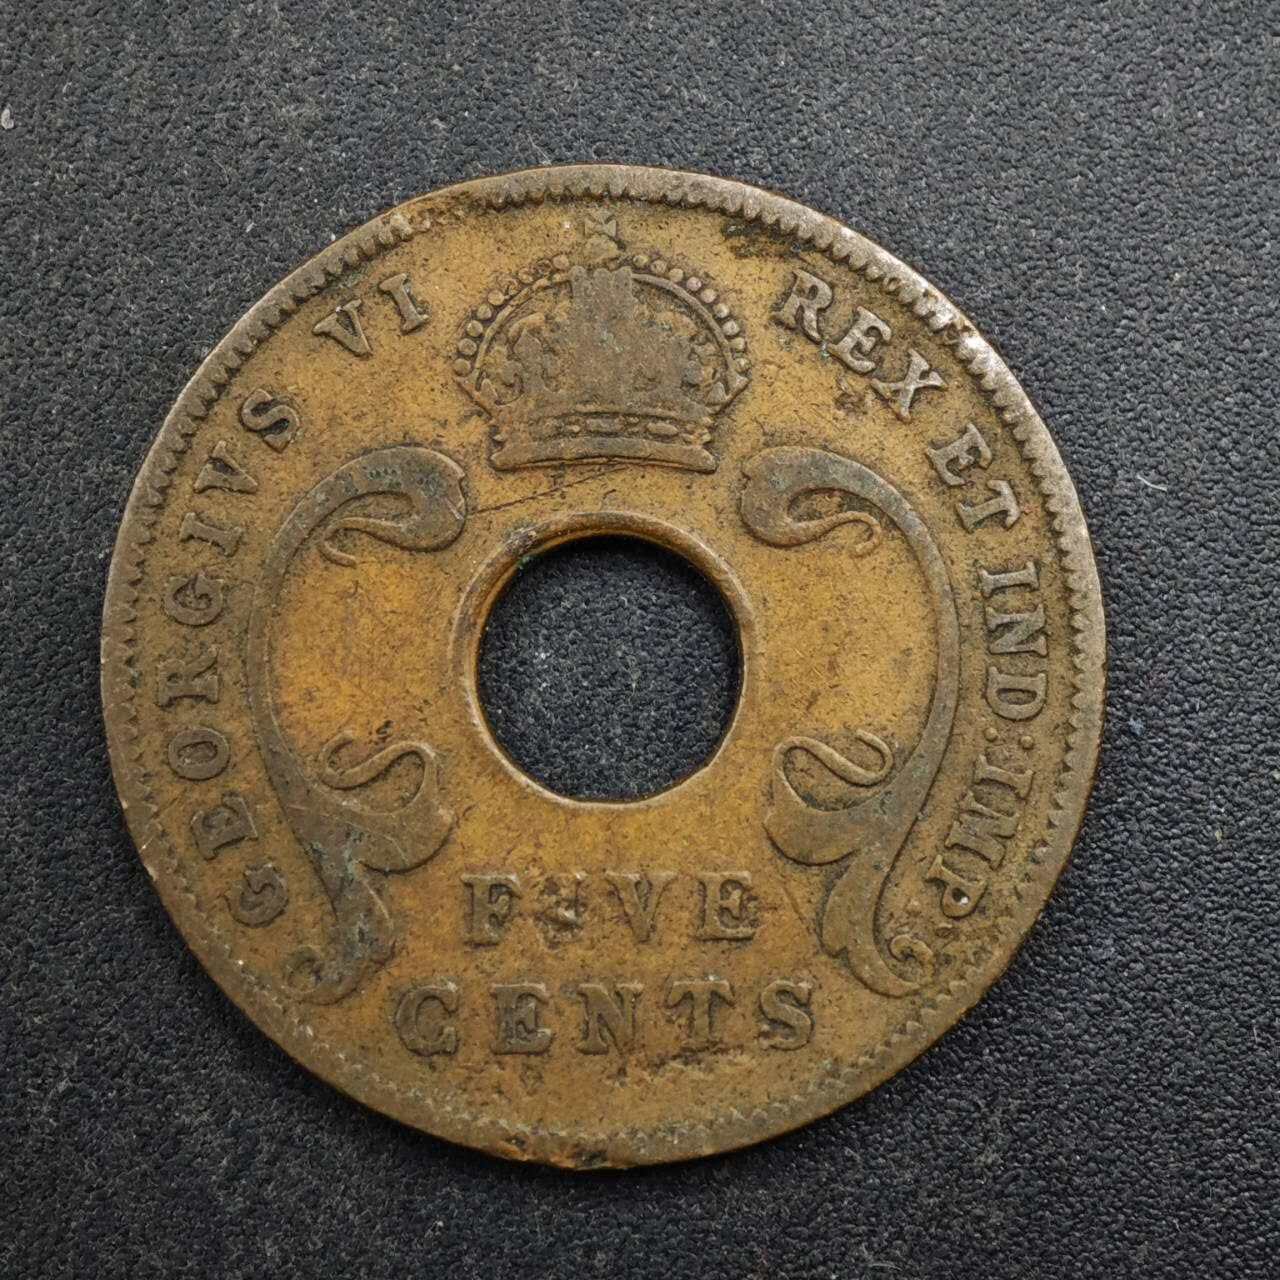 GEORGIVS VI REX ET IND:IMP:
FIVE
CENTS